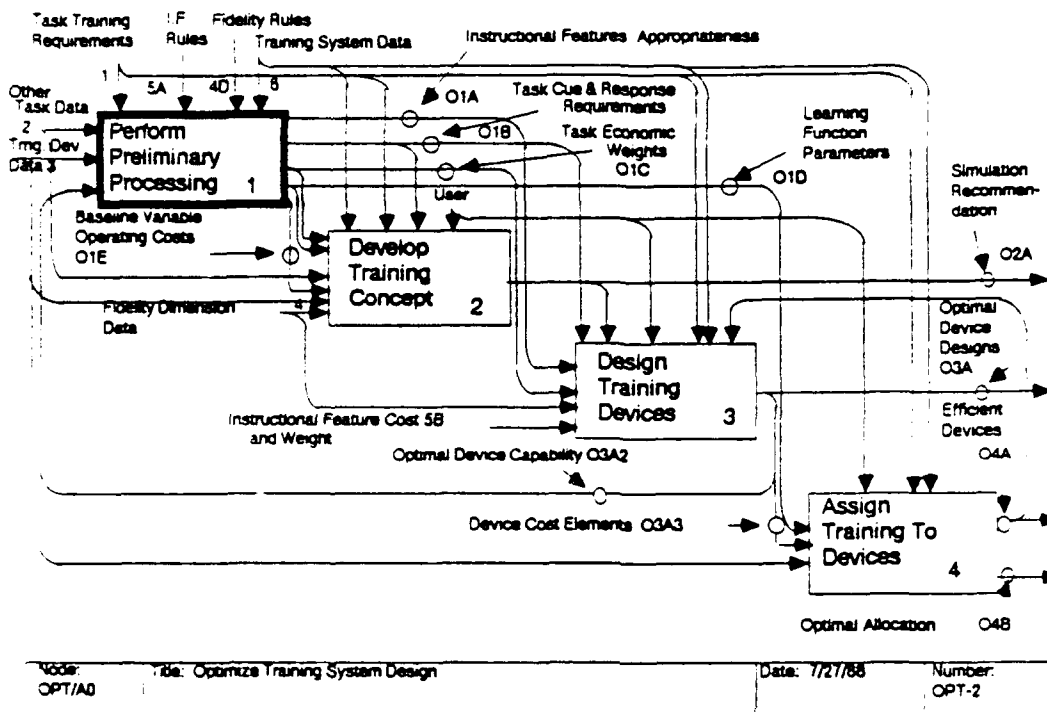 Task Training
Requirements
I.F.
Rules
Fidelity Rules
Training System Data
Instructional Features Appropriateness
1
5A
4D
6
Other
Task Data
2
Trng. Dev
Data 3
Perform
Preliminary
Processing 1
O1A
Task Cue & Response
Requirements
O1B
Task Economic
Weights
O1C
User
Learning
Function
Parameters
O1D
Simulation
Recommen-
dation
O2A
Baseline Variable
Operating Costs
O1E
Develop
Training
Concept 2
Fidelity Dimension 4
Data
Optimal
Device
Designs
O3A
Design
Training
Devices 3
Efficient
Devices
O4A
Instructional Feature Cost 5B
and Weight
Optimal Device Capability O3A2
Device Cost Elements O3A3
Assign
Training To
Devices 4
Optimal Allocation O4B
Node:
OPT/A0
Title: Optimize Training System Design
Date: 7/27/88
Number:
OPT-2